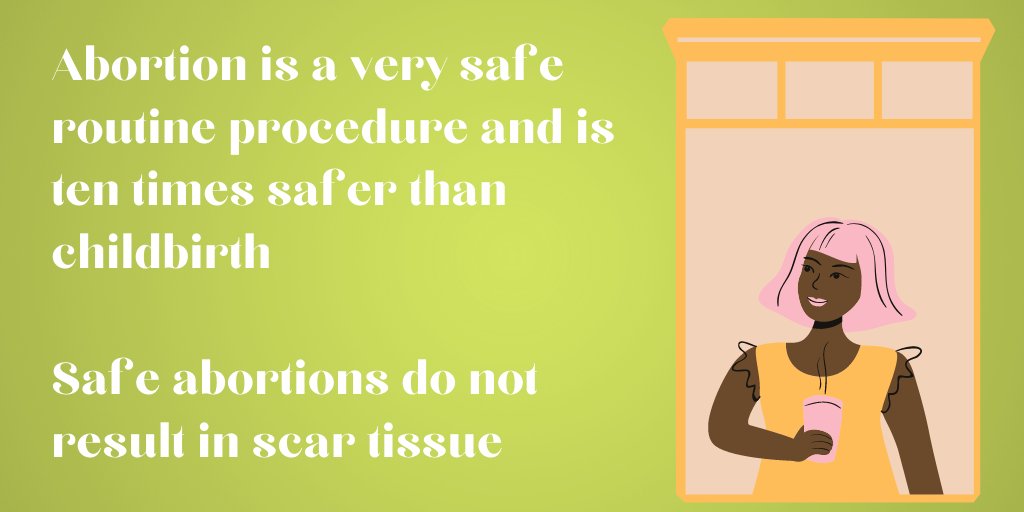 Abortion is a very safe
routine procedure and is
ten times safer than
childbirth
Safe abortions do not
result in scar tissue